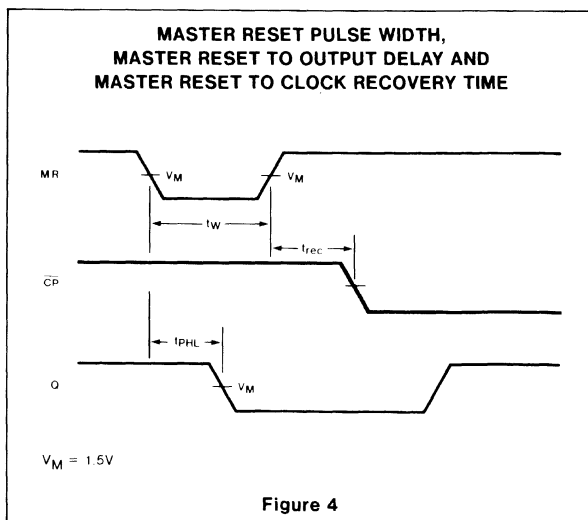 MASTER RESET PULSE WIDTH,
MASTER RESET TO OUTPUT DELAY AND
MASTER RESET TO CLOCK RECOVERY TIME
MR
VM
VM
tW
trec
CP
tPHL
Q
VM
VM = 1.5V
Figure 4